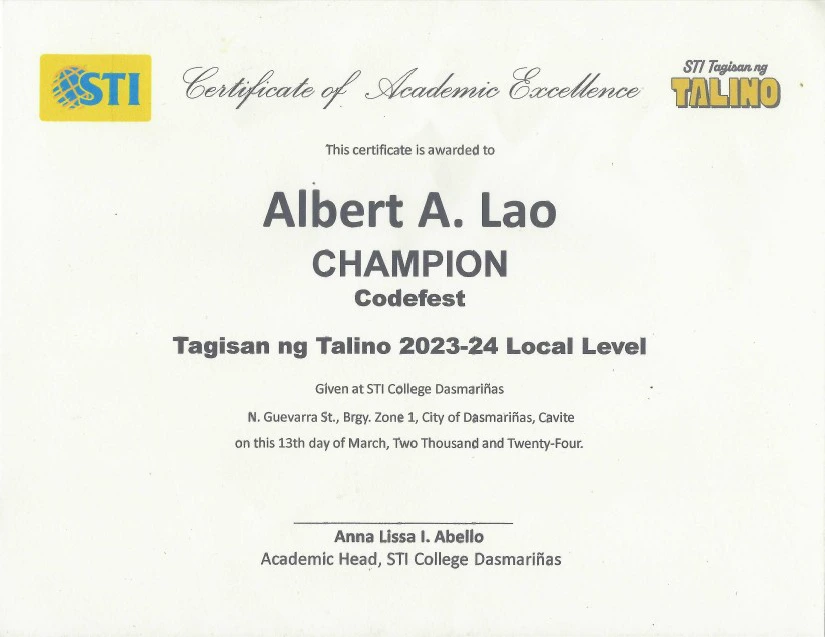 STI
Certificate of Academic Excellence
STI Tagisan ng
TALINO
This certificate is awarded to
Albert A. Lao
CHAMPION
Codefest
Tagisan ng Talino 2023-24 Local Level
Given at STI College Dasmariñas
N. Guevarra St., Brgy. Zone 1, City of Dasmariñas, Cavite
on this 13th day of March, Two Thousand and Twenty-Four.
Anna Lissa I. Abello
Academic Head, STI College Dasmariñas